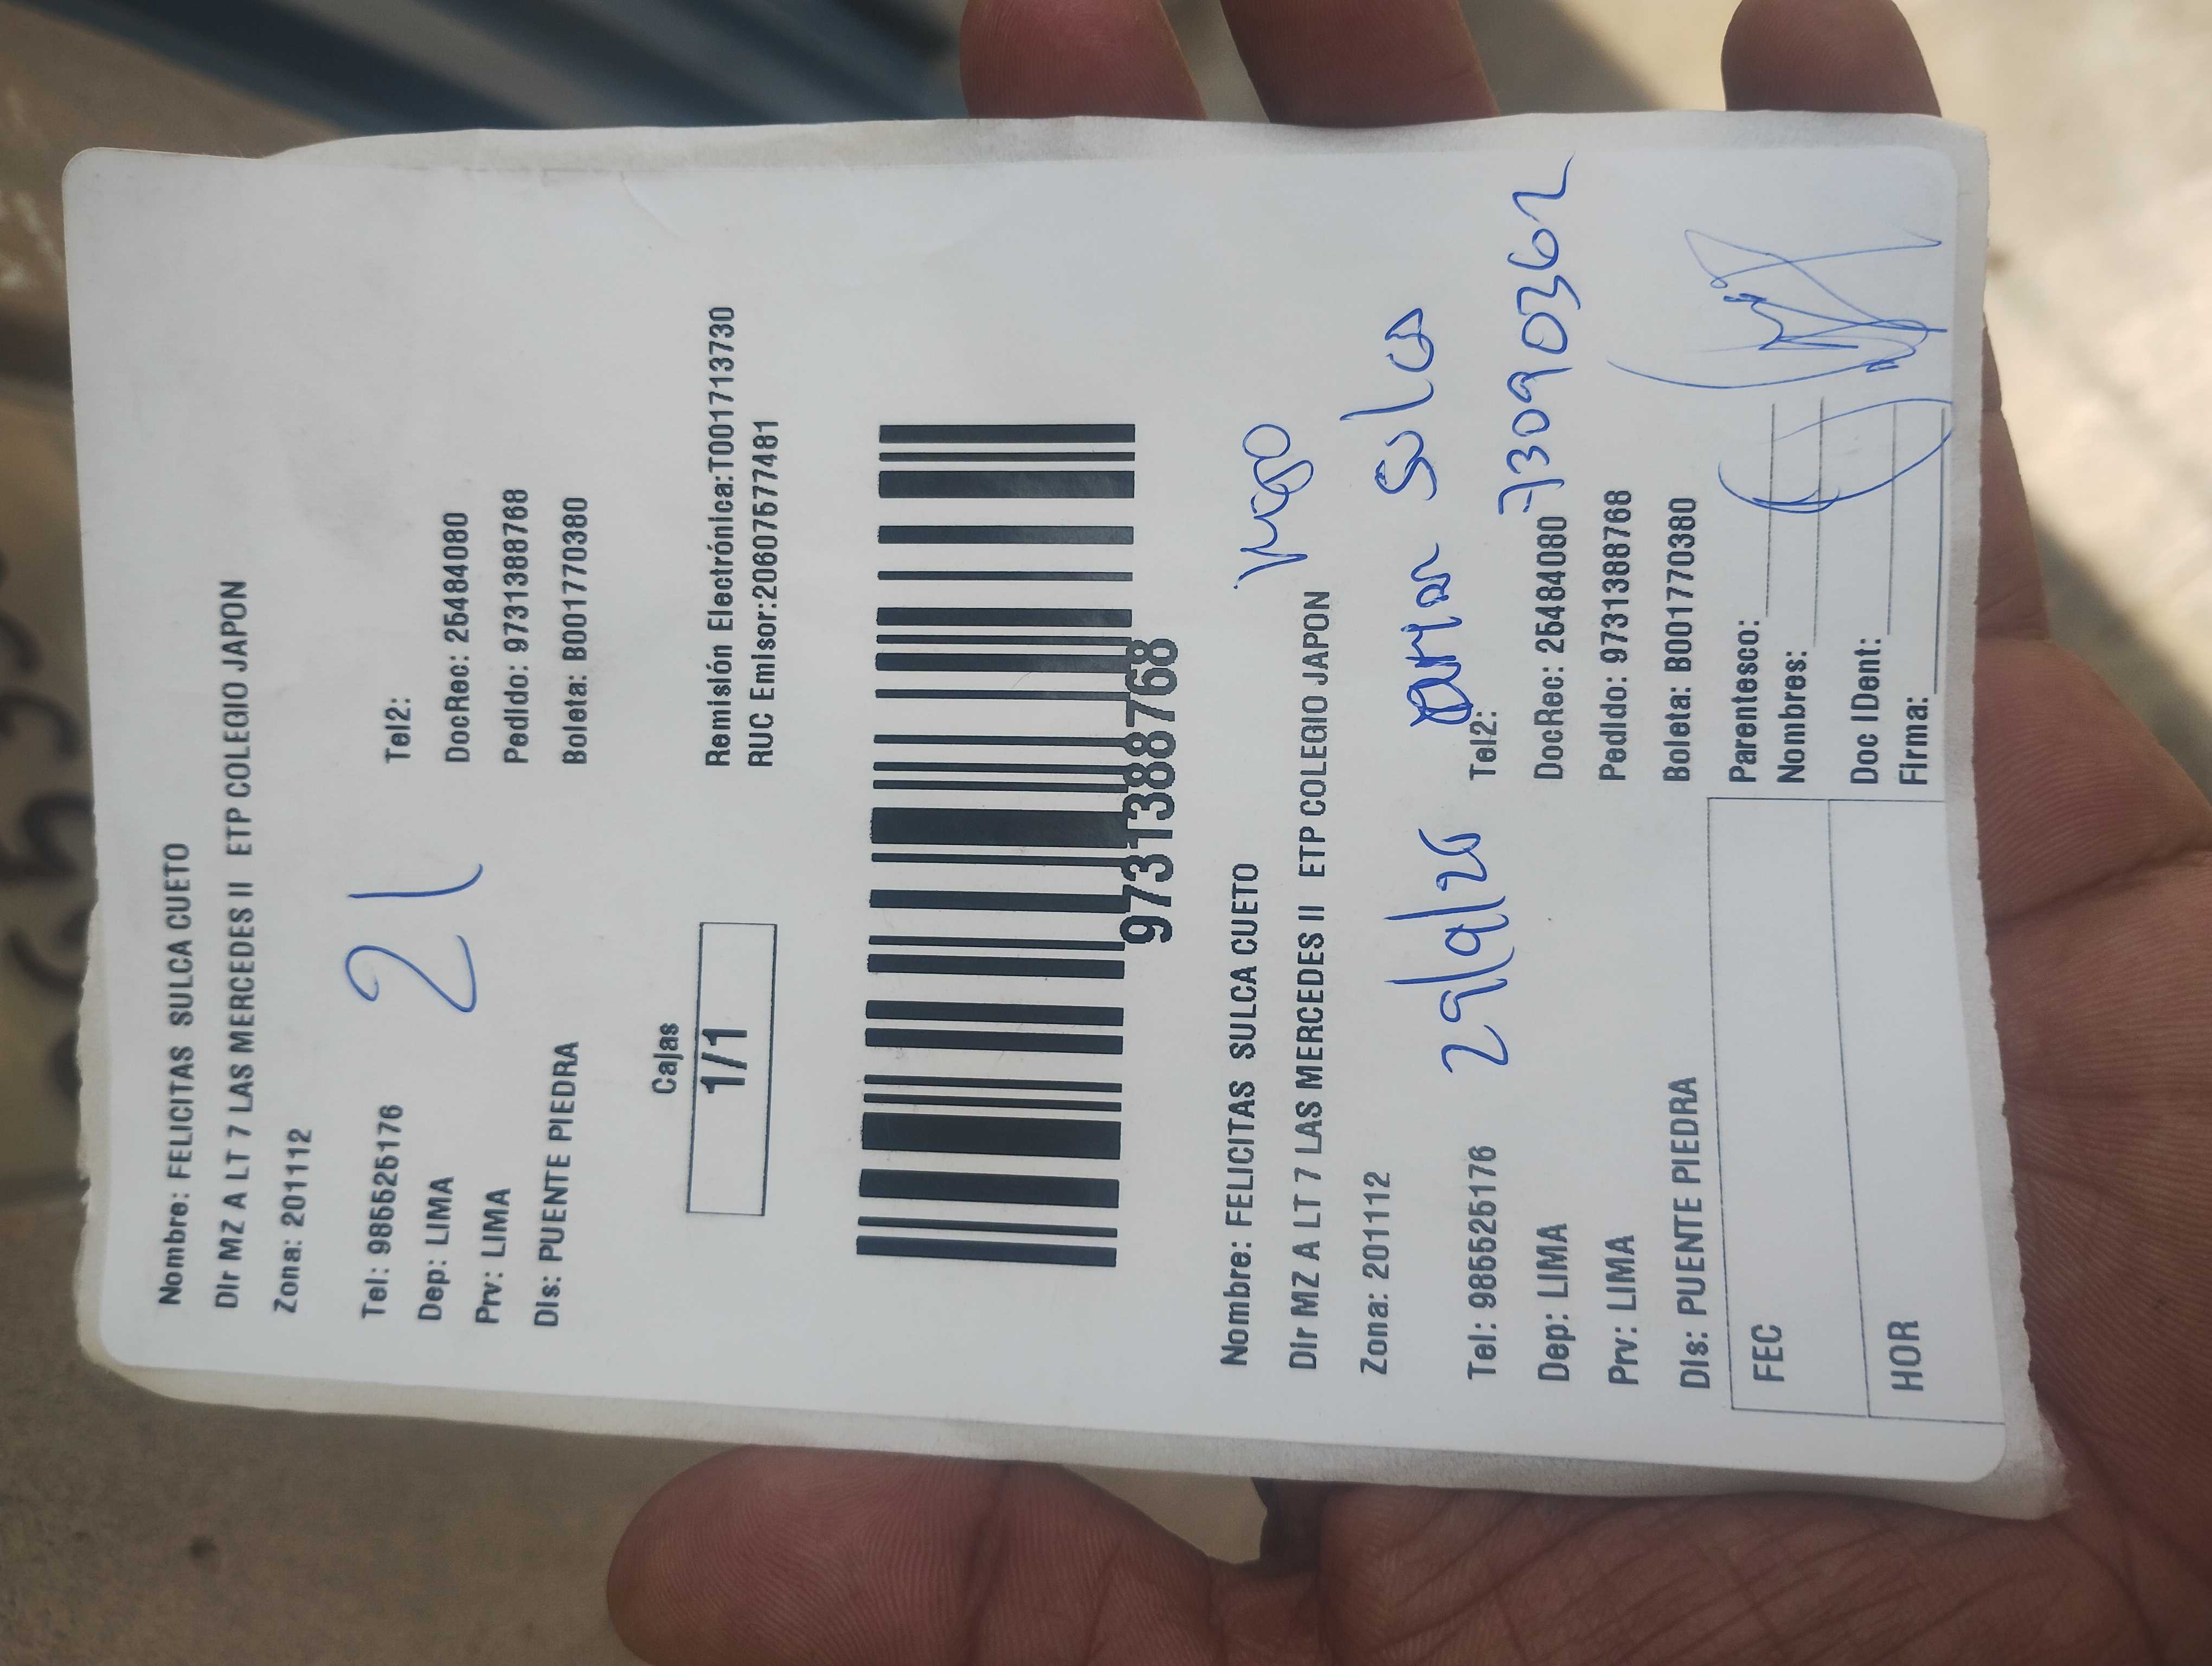 Nombre: FELICITAS SULCA CUETO
Dir MZ A LT 7 LAS MERCEDES II ETP COLEGIO JAPON
Zona: 201112
21
Tel: 985525176 Tel2:
Dep: LIMA DocRec: 25484080
Prv: LIMA Pedido: 9731388768
Dis: PUENTE PIEDRA Boleta: B001770380
Cajas
1/1
Remisión Electrónica:T001713730
RUC Emisor:20607577481
9731388768
Nombre: FELICITAS SULCA CUETO
Dir MZ A LT 7 LAS MERCEDES II ETP COLEGIO JAPON
Zona: 201112
Sulca
29/9/25
Tel: 985525176 Tel2:
73090362
Dep: LIMA DocRec: 25484080
Prv: LIMA Pedido: 9731388768
Dis: PUENTE PIEDRA Boleta: B001770380
FEC Parentesco:
Nombres:
HOR Doc IDent:
Firma: